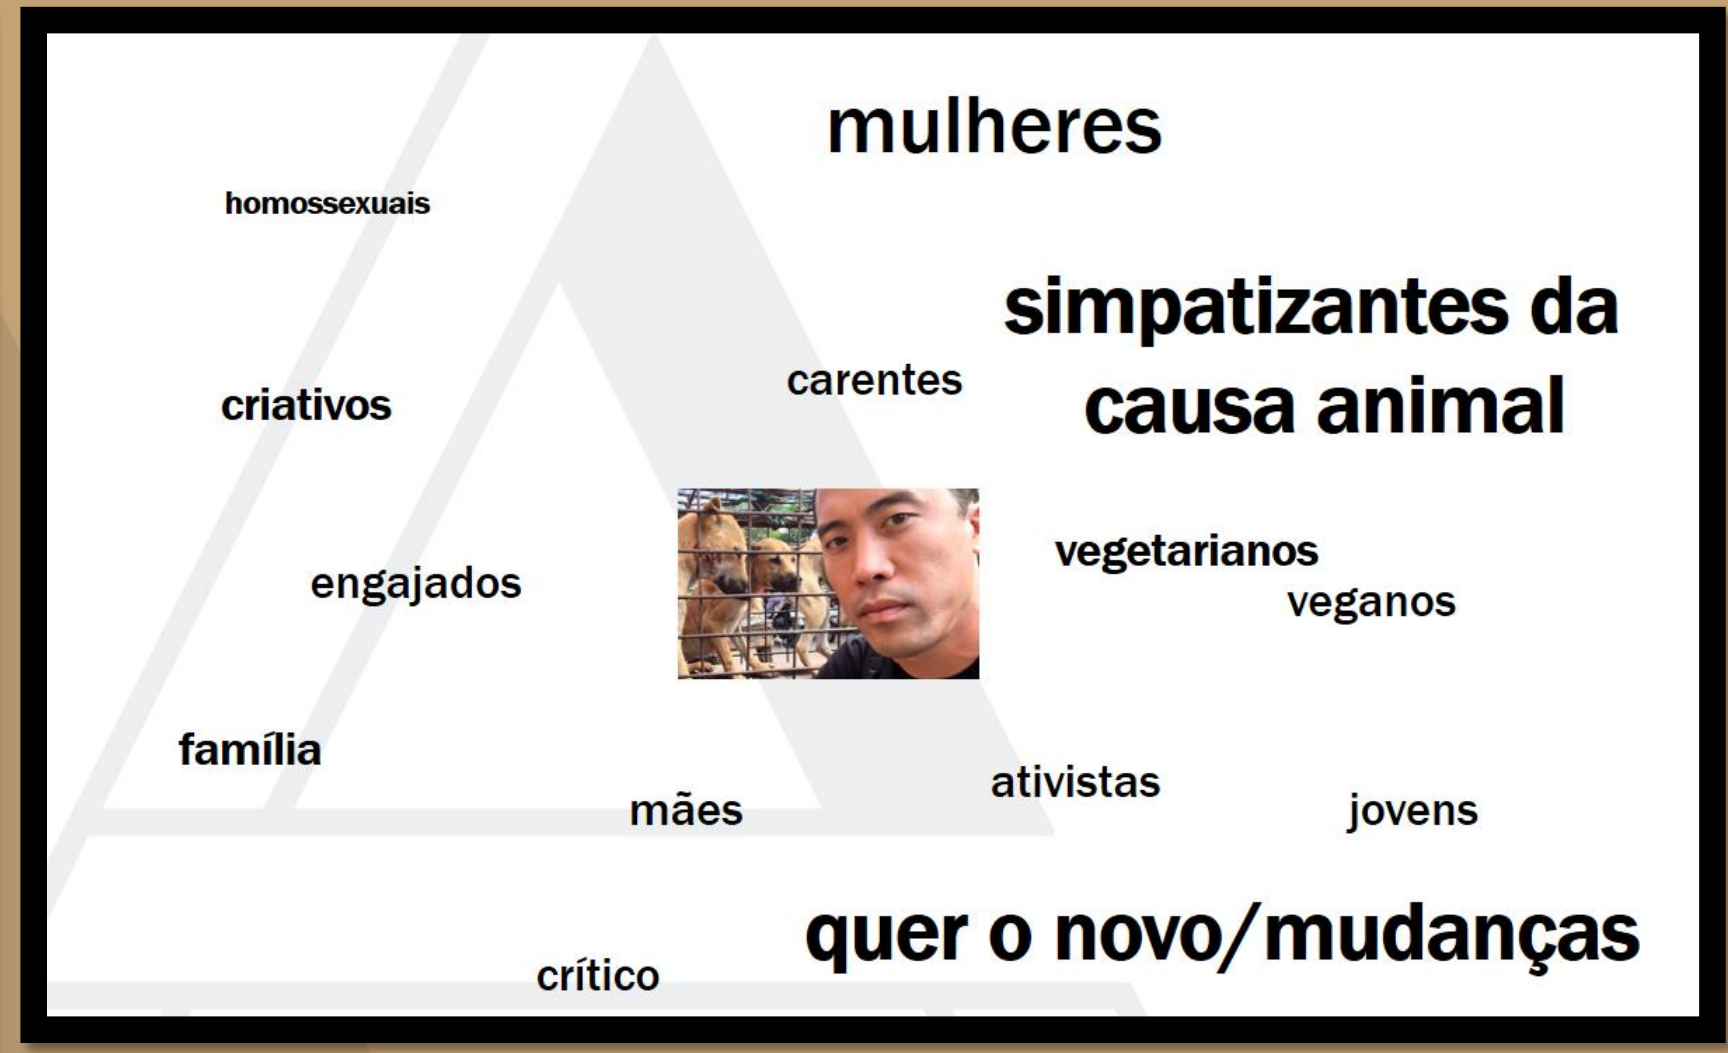 mulheres
homossexuais
simpatizantes da
causa animal
carentes
criativos
vegetarianos
engajados
veganos
família
ativistas
mães
jovens
quer o novo/mudanças
crítico